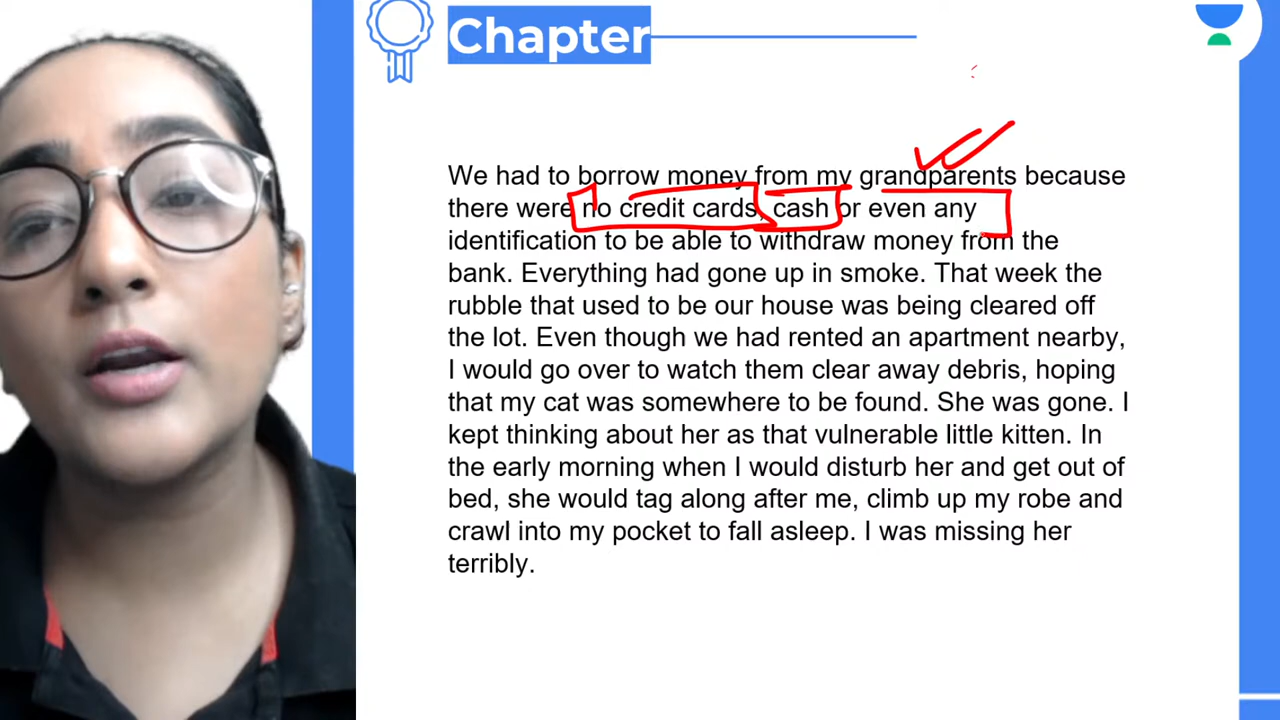 Chapter
We had to borrow money from my grandparents because
there were no credit cards, cash or even any
identification to be able to withdraw money from the
bank. Everything had gone up in smoke. That week the
rubble that used to be our house was being cleared off
the lot. Even though we had rented an apartment nearby,
I would go over to watch them clear away debris, hoping
that my cat was somewhere to be found. She was gone. I
kept thinking about her as that vulnerable little kitten. In
the early morning when I would disturb her and get out of
bed, she would tag along after me, climb up my robe and
crawl into my pocket to fall asleep. I was missing her
terribly.